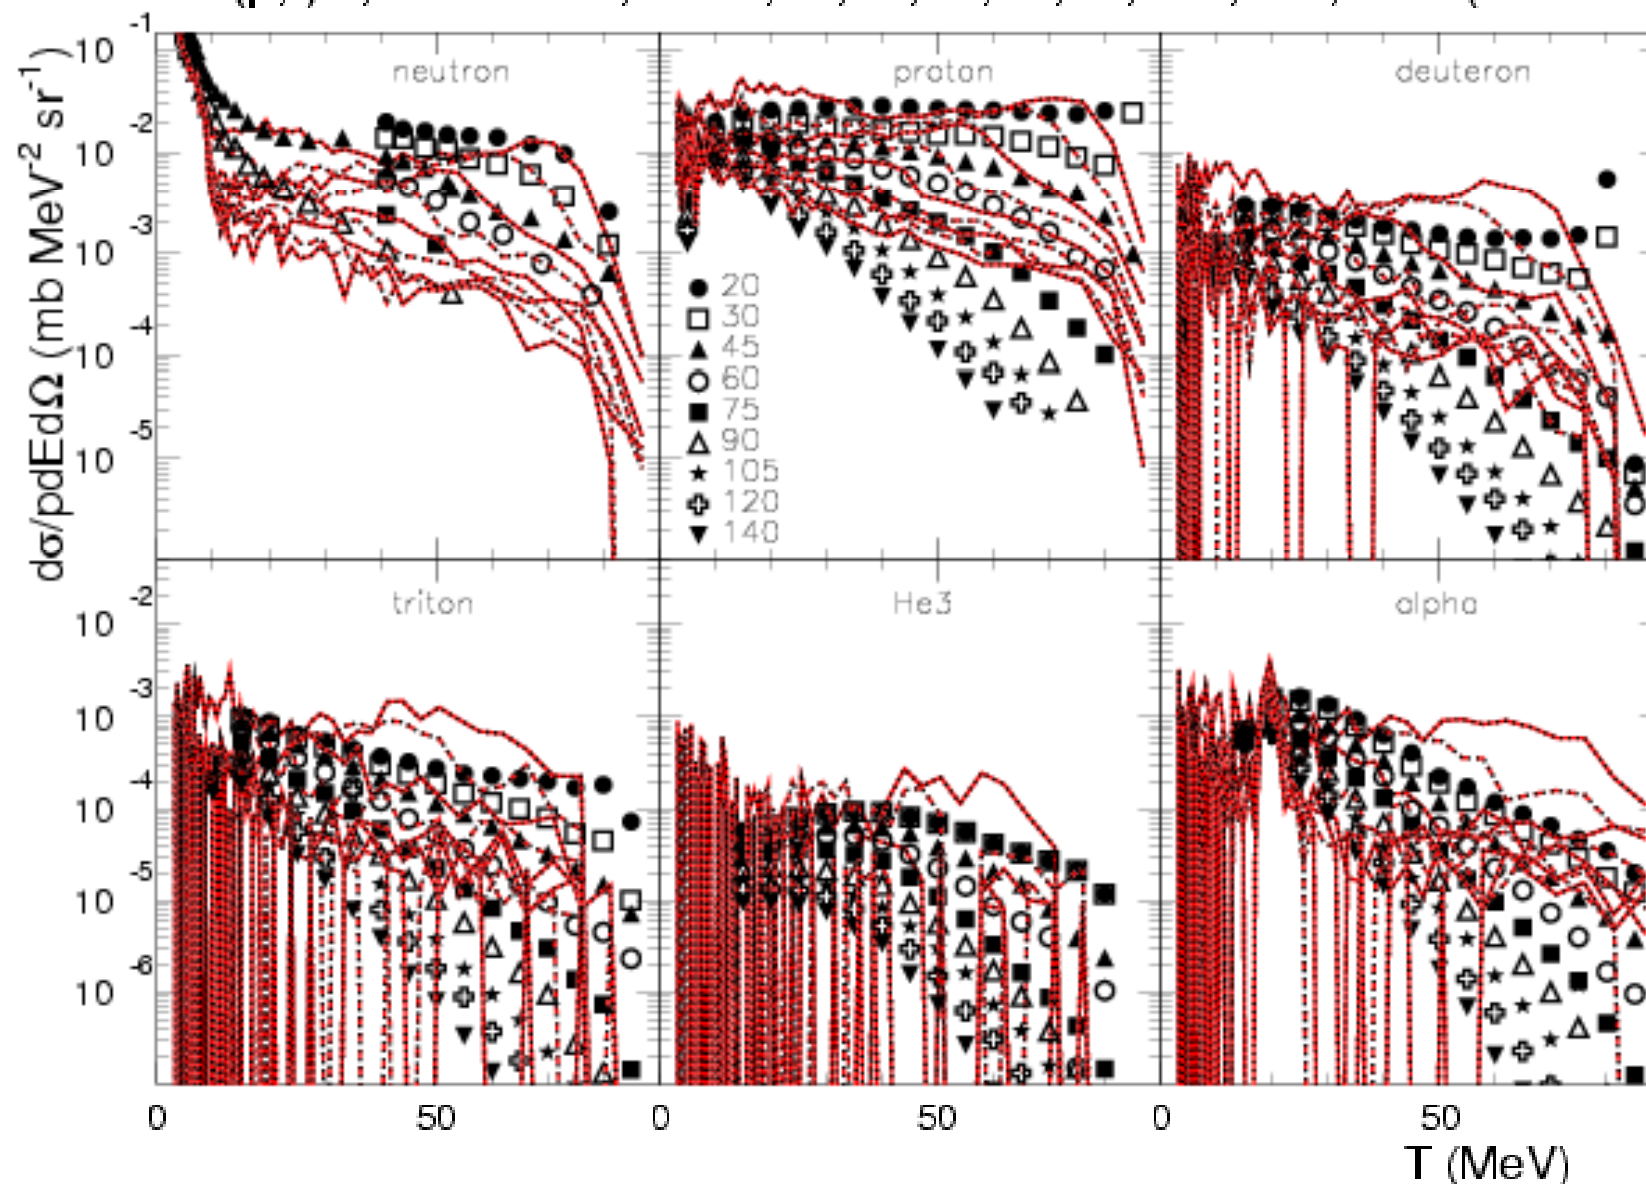 dσ/pdEdΩ (mb MeV⁻² sr⁻¹)
10⁻¹
10⁻²
10⁻³
10⁻⁴
10⁻⁵
neutron
proton
deuteron
20
30
45
60
75
90
105
120
140
10⁻²
10⁻³
10⁻⁴
10⁻⁵
10⁻⁶
triton
He3
alpha
0 50 0 50 0 50
T (MeV)